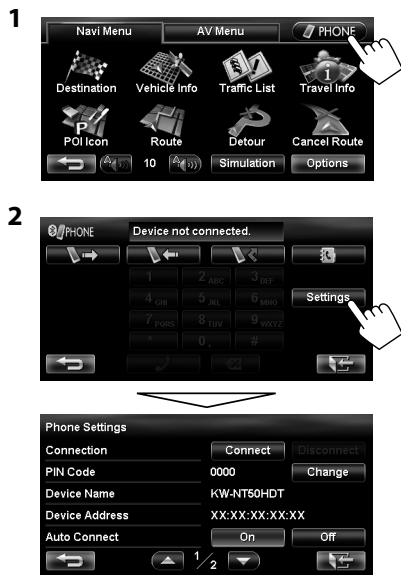 1
Navi Menu AV Menu PHONE
Destination Vehicle Info Traffic List Travel Info
P
POI Icon Route Detour Cancel Route
10 Simulation Options
2
PHONE Device not connected.
1 2 ABC 3 DEF
4 GHI 5 JKL 6 MNO Settings
7 PQRS 8 TUV 9 WXYZ
* 0 #
Phone Settings
Connection Connect Disconnect
PIN Code 0000 Change
Device Name KW-NT50HDT
Device Address XX:XX:XX:XX:XX
Auto Connect On Off
1/2